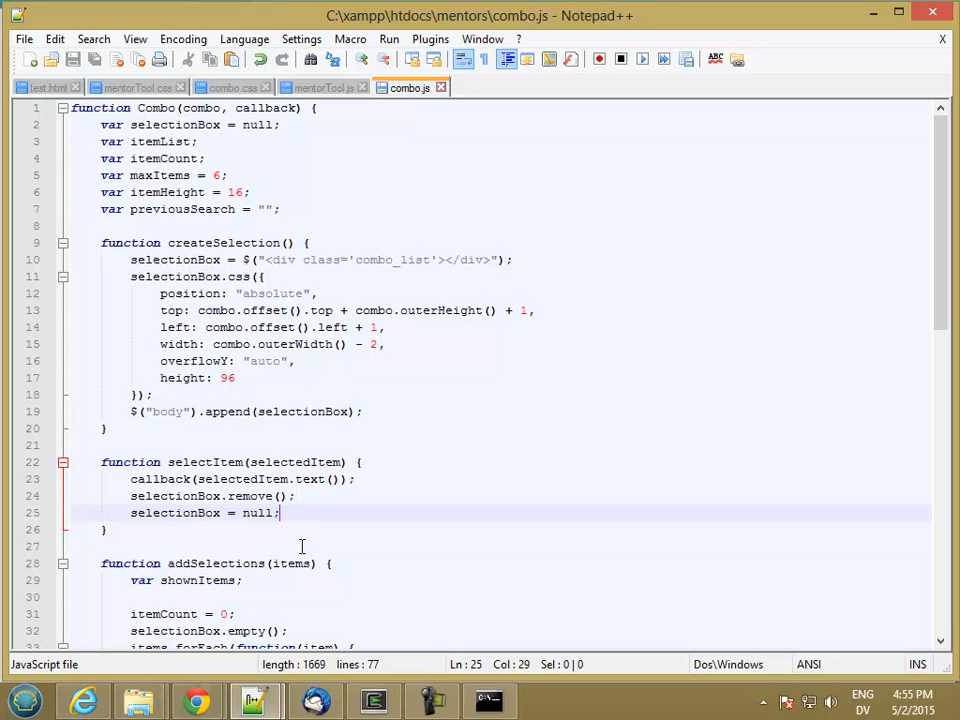 C:\xampp\htdocs\mentors\combo.js - Notepad++
File Edit Search View Encoding Language Settings Macro Run Plugins Window ? X
test.html mentorTool.css combo.css mentorTool.js combo.js
1 function Combo(combo, callback) {
2 var selectionBox = null;
3 var itemList;
4 var itemCount;
5 var maxItems = 6;
6 var itemHeight = 16;
7 var previousSearch = "";
8
9 function createSelection() {
10 selectionBox = $("<div class='combo_list'></div>");
11 selectionBox.css({
12 position: "absolute",
13 top: combo.offset().top + combo.outerHeight() + 1,
14 left: combo.offset().left + 1,
15 width: combo.outerWidth() - 2,
16 overflowY: "auto",
17 height: 96
18 });
19 $("body").append(selectionBox);
20 }
21
22 function selectItem(selectedItem) {
23 callback(selectedItem.text());
24 selectionBox.remove();
25 selectionBox = null;
26 }
27
28 function addSelections(items) {
29 var shownItems;
30
31 itemCount = 0;
32 selectionBox.empty();
33 items.forEach(function(item) {
JavaScript file length : 1669 lines : 77 Ln : 25 Col : 29 Sel : 0 | 0 Dos\Windows ANSI INS
ENG 4:55 PM
DV 5/2/2015